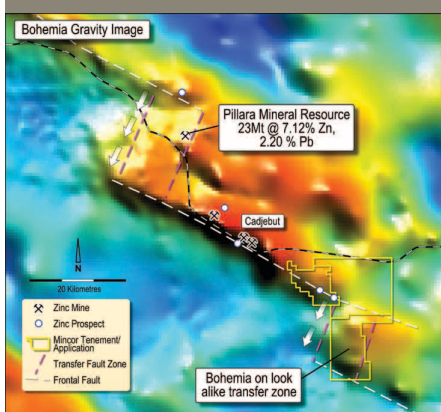 Bohemia Gravity Image
Pillara Mineral Resource
23Mt @ 7.12% Zn,
2.20 % Pb
Cadjebut
N
20 Kilometres
Zinc Mine
Zinc Prospect
Mincor Tenement/
Application
Transfer Fault Zone
Frontal Fault
Bohemia on look
alike transfer zone